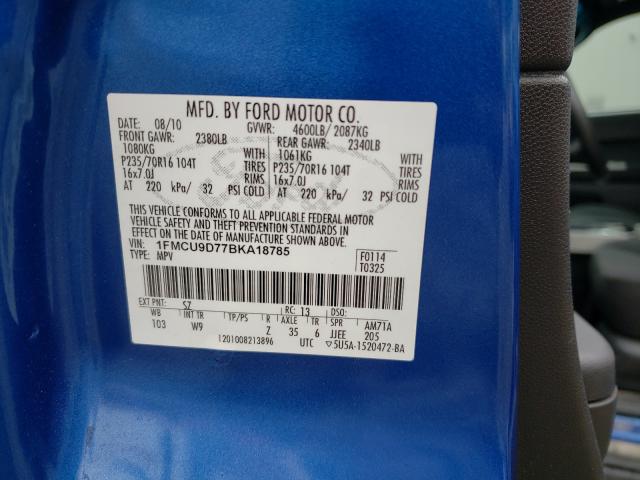 MFD. BY FORD MOTOR CO.
DATE: 08/10 GVWR: 4600LB/ 2087KG
FRONT GAWR: 2380LB REAR GAWR: 2340LB
1080KG WITH 1061KG WITH
P235/70R16 104T TIRES P235/70R16 104T TIRES
16x7.0J RIMS 16x7.0J RIMS
AT 220 kPa/ 32 PSI COLD AT 220 kPa/ 32 PSI COLD
THIS VEHICLE CONFORMS TO ALL APPLICABLE FEDERAL MOTOR
VEHICLE SAFETY AND THEFT PREVENTION STANDARDS IN
EFFECT ON THE DATE OF MANUFACTURE SHOWN ABOVE.
VIN: 1FMCU9D77BKA18785 F0114
TYPE: MPV T0325
EXT PNT: SZ RC: 13 DSO:
WB INT TR TP/PS R AXLE TR SPR AM71A
103 W9 Z 35 6 JJEE 205
1201008213896 UTC ▽5U5A-1520472-BA